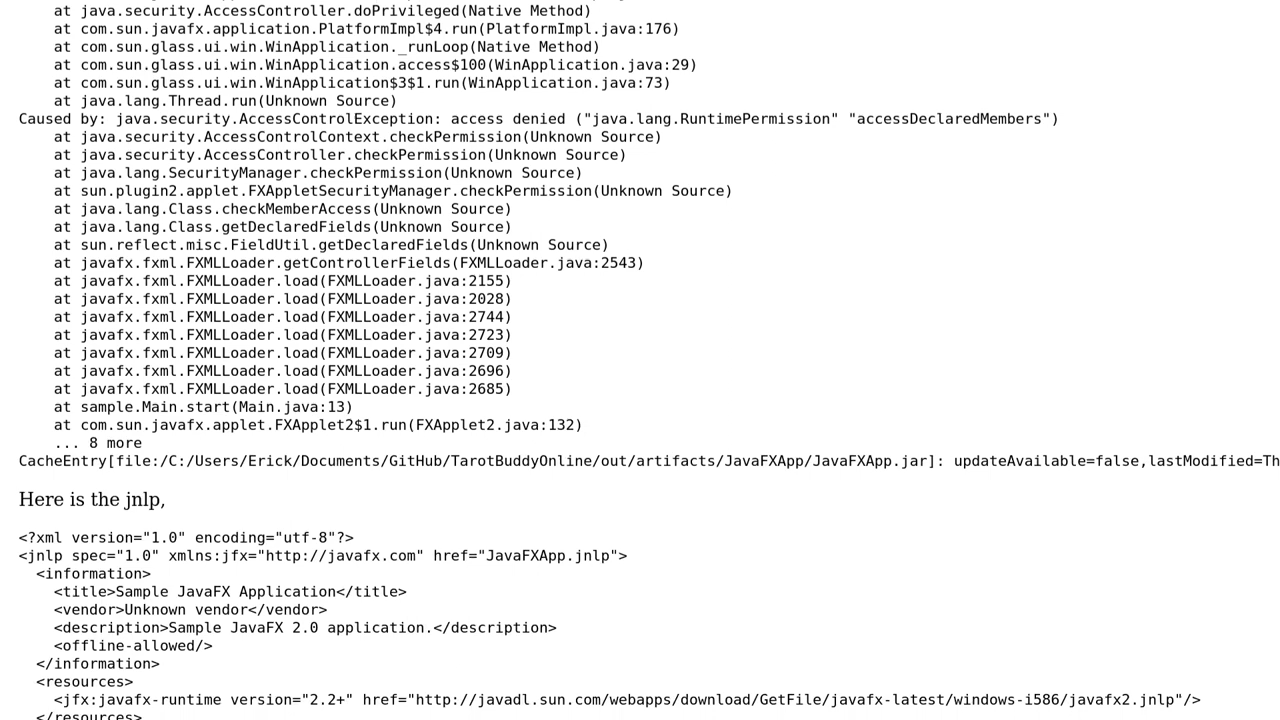 at java.security.AccessController.doPrivileged(Native Method)
at com.sun.javafx.application.PlatformImpl$4.run(PlatformImpl.java:176)
at com.sun.glass.ui.win.WinApplication._runLoop(Native Method)
at com.sun.glass.ui.win.WinApplication.access$100(WinApplication.java:29)
at com.sun.glass.ui.win.WinApplication$3$1.run(WinApplication.java:73)
at java.lang.Thread.run(Unknown Source)
Caused by: java.security.AccessControlException: access denied ("java.lang.RuntimePermission" "accessDeclaredMembers")
at java.security.AccessControlContext.checkPermission(Unknown Source)
at java.security.AccessController.checkPermission(Unknown Source)
at java.lang.SecurityManager.checkPermission(Unknown Source)
at sun.plugin2.applet.FXAppletSecurityManager.checkPermission(Unknown Source)
at java.lang.Class.checkMemberAccess(Unknown Source)
at java.lang.Class.getDeclaredFields(Unknown Source)
at sun.reflect.misc.FieldUtil.getDeclaredFields(Unknown Source)
at javafx.fxml.FXMLLoader.getControllerFields(FXMLLoader.java:2543)
at javafx.fxml.FXMLLoader.load(FXMLLoader.java:2155)
at javafx.fxml.FXMLLoader.load(FXMLLoader.java:2028)
at javafx.fxml.FXMLLoader.load(FXMLLoader.java:2744)
at javafx.fxml.FXMLLoader.load(FXMLLoader.java:2723)
at javafx.fxml.FXMLLoader.load(FXMLLoader.java:2709)
at javafx.fxml.FXMLLoader.load(FXMLLoader.java:2696)
at javafx.fxml.FXMLLoader.load(FXMLLoader.java:2685)
at sample.Main.start(Main.java:13)
at com.sun.javafx.applet.FXApplet2$1.run(FXApplet2.java:132)
... 8 more
CacheEntry[file:/C:/Users/Erick/Documents/GitHub/TarotBuddyOnline/out/artifacts/JavaFXApp/JavaFXApp.jar]: updateAvailable=false,lastModified=Th
Here is the jnlp,
<?xml version="1.0" encoding="utf-8"?>
<jnlp spec="1.0" xmlns:jfx="http://javafx.com" href="JavaFXApp.jnlp">
<information>
<title>Sample JavaFX Application</title>
<vendor>Unknown vendor</vendor>
<description>Sample JavaFX 2.0 application.</description>
<offline-allowed/>
</information>
<resources>
<jfx:javafx-runtime version="2.2+" href="http://javadl.sun.com/webapps/download/GetFile/javafx-latest/windows-i586/javafx2.jnlp"/>
</resources>